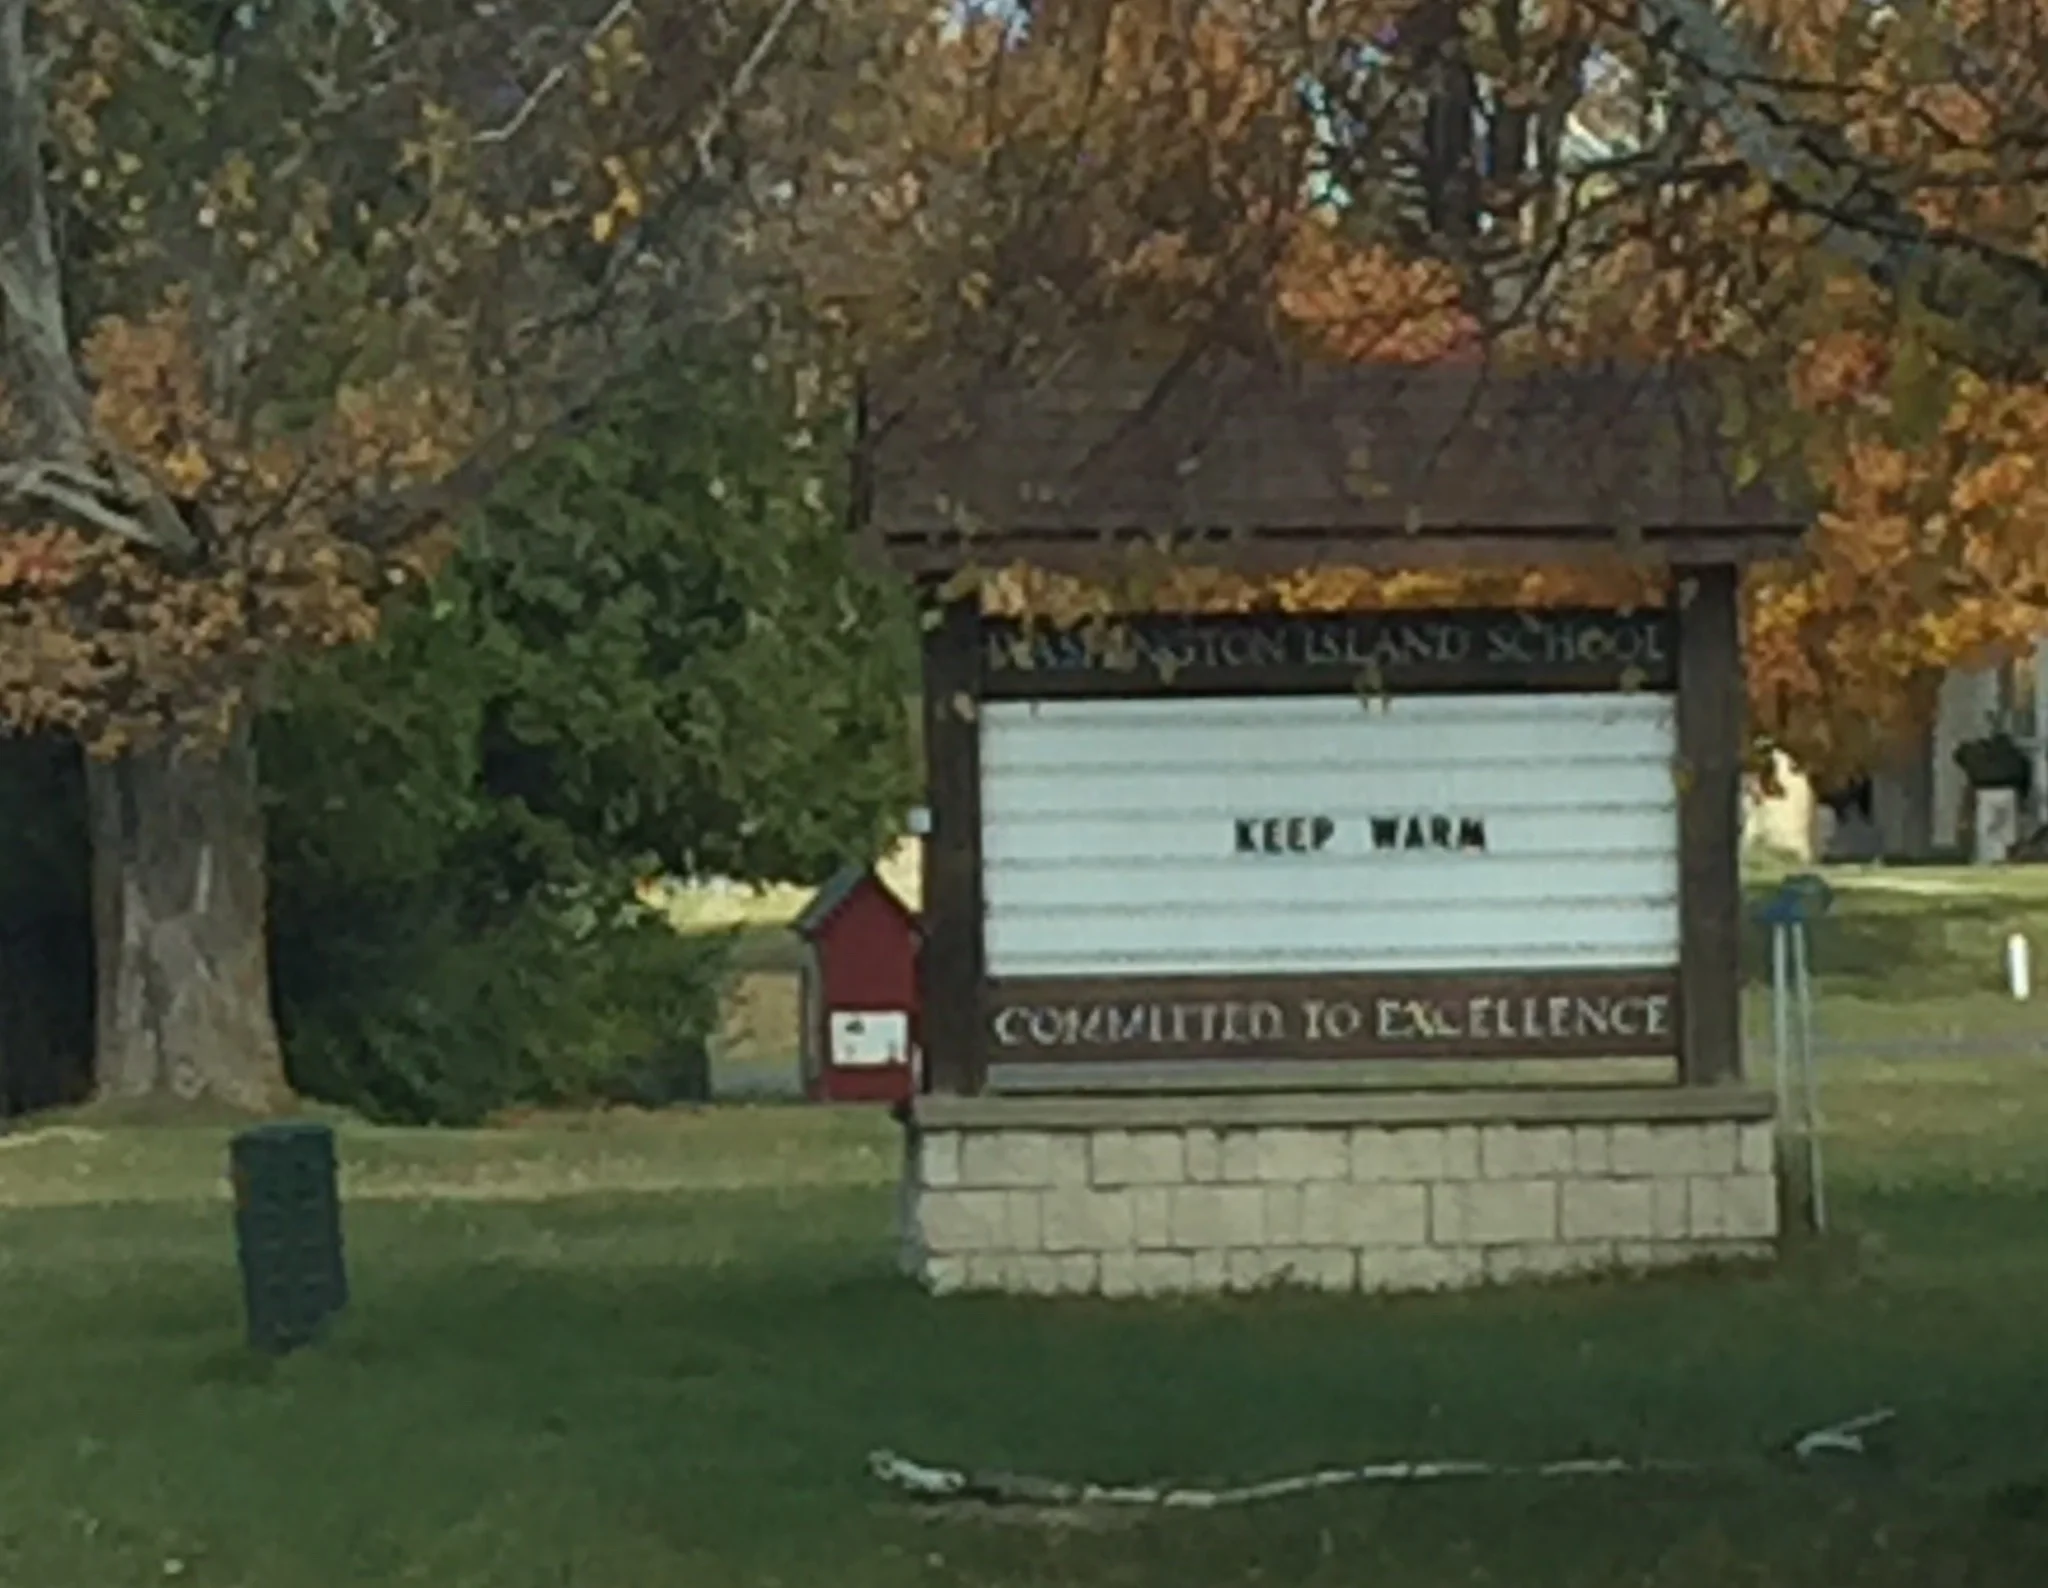 WASHINGTON ISLAND SCHOOL
KEEP WARM
COMMITTED TO EXCELLENCE